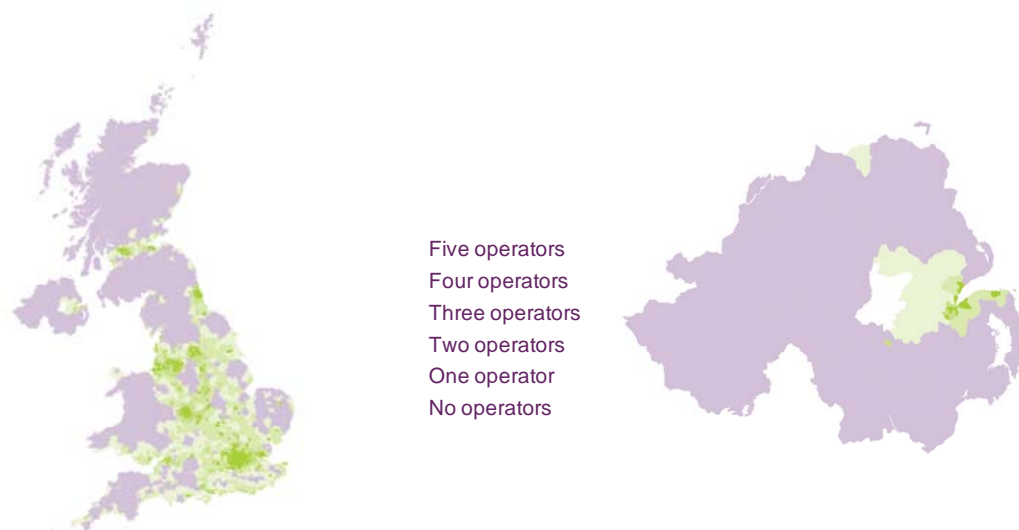 Five operators
Four operators
Three operators
Two operators
One operator
No operators